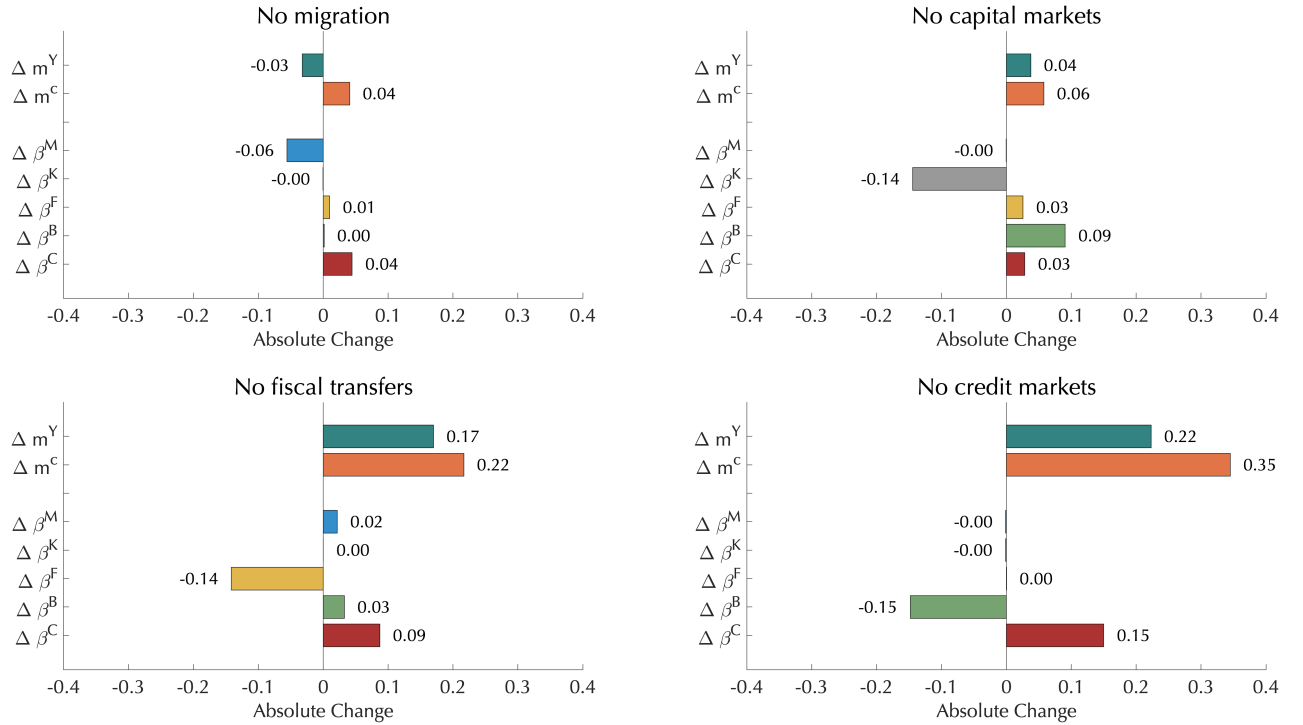 No migration
Δ m^Y -0.03
Δ m^c 0.04
Δ β^M -0.06
Δ β^K -0.00
Δ β^F 0.01
Δ β^B 0.00
Δ β^C 0.04
-0.4 -0.3 -0.2 -0.1 0 0.1 0.2 0.3 0.4
Absolute Change
No capital markets
Δ m^Y 0.04
Δ m^c 0.06
Δ β^M -0.00
Δ β^K -0.14
Δ β^F 0.03
Δ β^B 0.09
Δ β^C 0.03
-0.4 -0.3 -0.2 -0.1 0 0.1 0.2 0.3 0.4
Absolute Change
No fiscal transfers
Δ m^Y 0.17
Δ m^c 0.22
Δ β^M 0.02
Δ β^K 0.00
Δ β^F -0.14
Δ β^B 0.03
Δ β^C 0.09
-0.4 -0.3 -0.2 -0.1 0 0.1 0.2 0.3 0.4
Absolute Change
No credit markets
Δ m^Y 0.22
Δ m^c 0.35
Δ β^M -0.00
Δ β^K -0.00
Δ β^F 0.00
Δ β^B -0.15
Δ β^C 0.15
-0.4 -0.3 -0.2 -0.1 0 0.1 0.2 0.3 0.4
Absolute Change